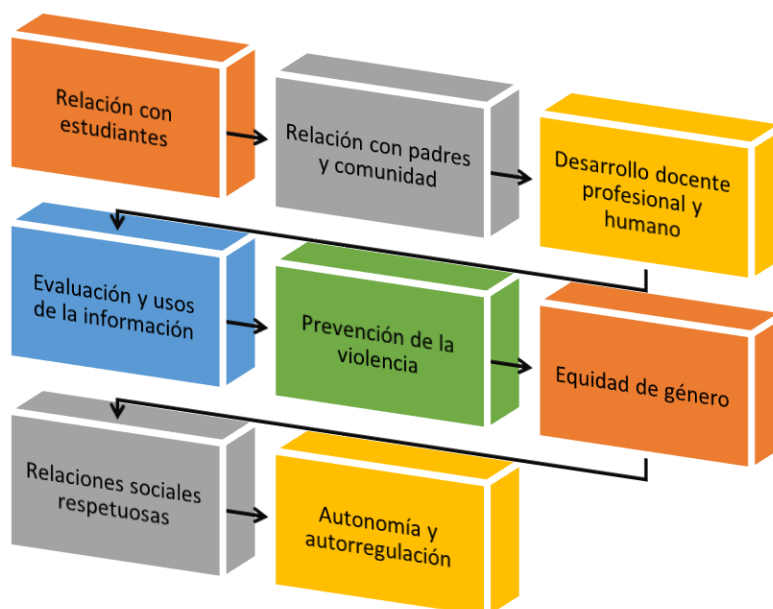 Relación con
estudiantes
Relación con padres
y comunidad
Desarrollo docente
profesional y
humano
Evaluación y usos
de la información
Prevención de la
violencia
Equidad de género
Relaciones sociales
respetuosas
Autonomía y
autorregulación